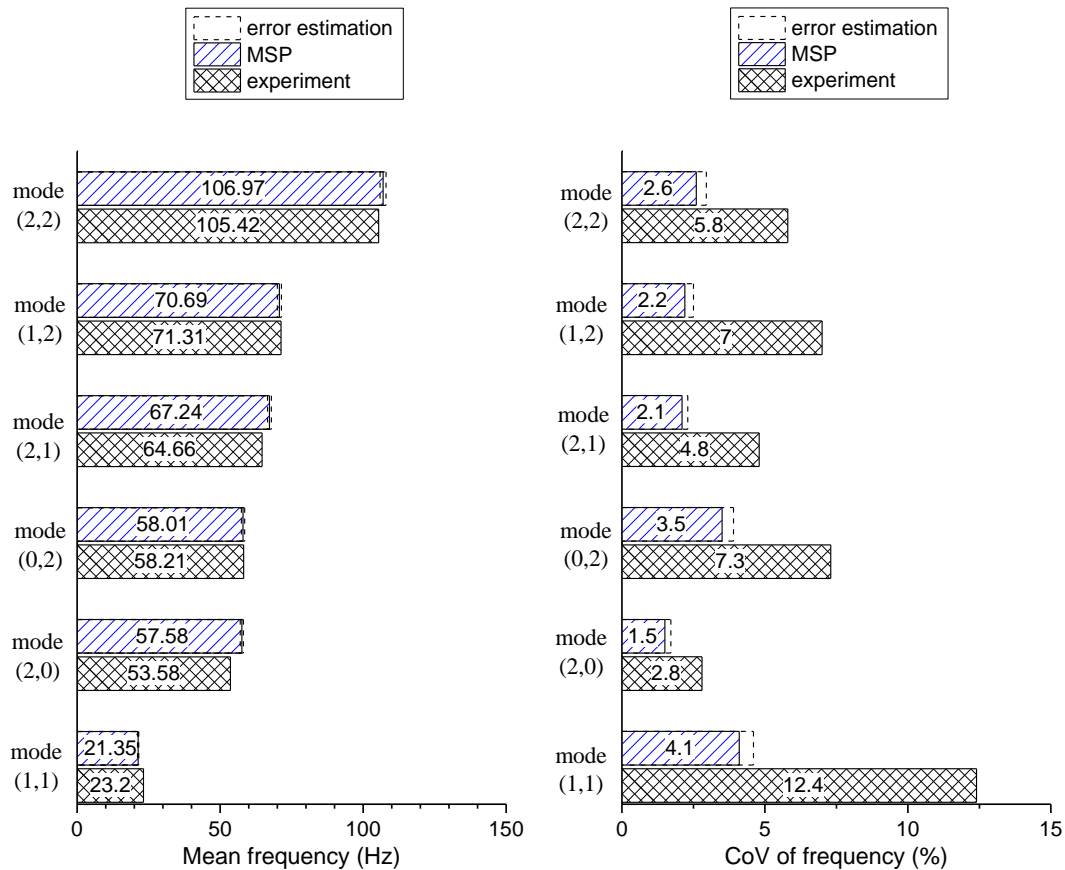 error estimation
MSP
experiment
mode
(2,2)
106.97
105.42
mode
(1,2)
70.69
71.31
mode
(2,1)
67.24
64.66
mode
(0,2)
58.01
58.21
mode
(2,0)
57.58
53.58
mode
(1,1)
21.35
23.2
0 50 100 150
Mean frequency (Hz)
error estimation
MSP
experiment
mode
(2,2)
2.6
5.8
mode
(1,2)
2.2
7
mode
(2,1)
2.1
4.8
mode
(0,2)
3.5
7.3
mode
(2,0)
1.5
2.8
mode
(1,1)
4.1
12.4
0 5 10 15
CoV of frequency (%)